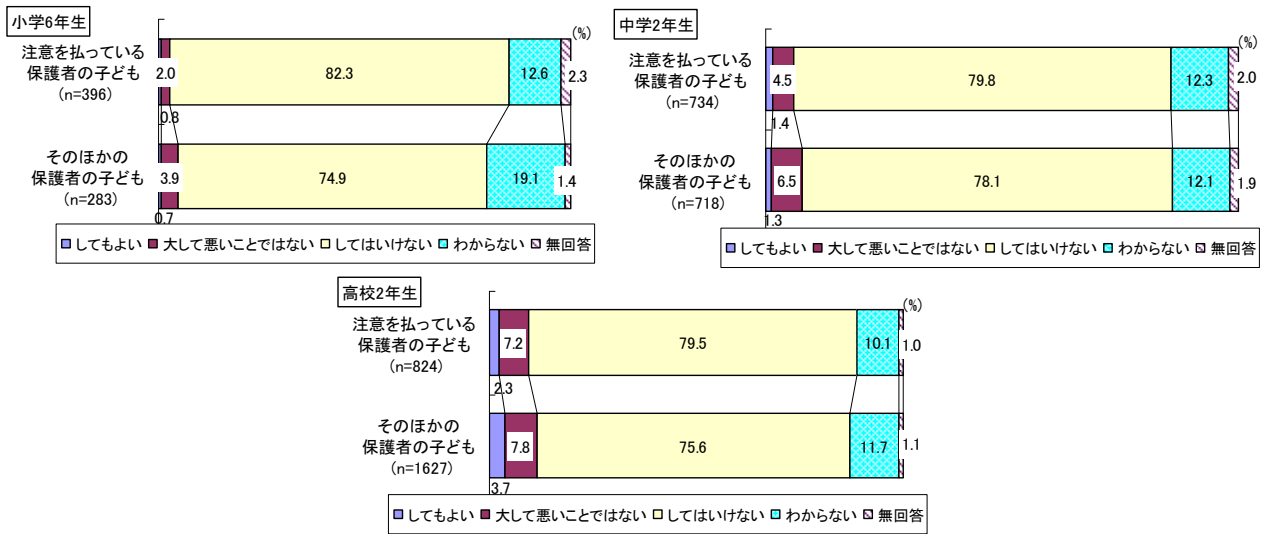 小学6年生
(%)
注意を払っている
保護者の子ども
(n=396)
2.0
82.3
12.6
2.3
0.8
そのほかの
保護者の子ども
(n=283)
3.9
74.9
19.1
1.4
0.7
してもよい 大して悪いことではない してはいけない わからない 無回答
中学2年生
(%)
注意を払っている
保護者の子ども
(n=734)
4.5
79.8
12.3
2.0
1.4
そのほかの
保護者の子ども
(n=718)
6.5
78.1
12.1
1.9
1.3
してもよい 大して悪いことではない してはいけない わからない 無回答
高校2年生
(%)
注意を払っている
保護者の子ども
(n=824)
7.2
79.5
10.1
1.0
2.3
そのほかの
保護者の子ども
(n=1627)
7.8
75.6
11.7
1.1
3.7
してもよい 大して悪いことではない してはいけない わからない 無回答